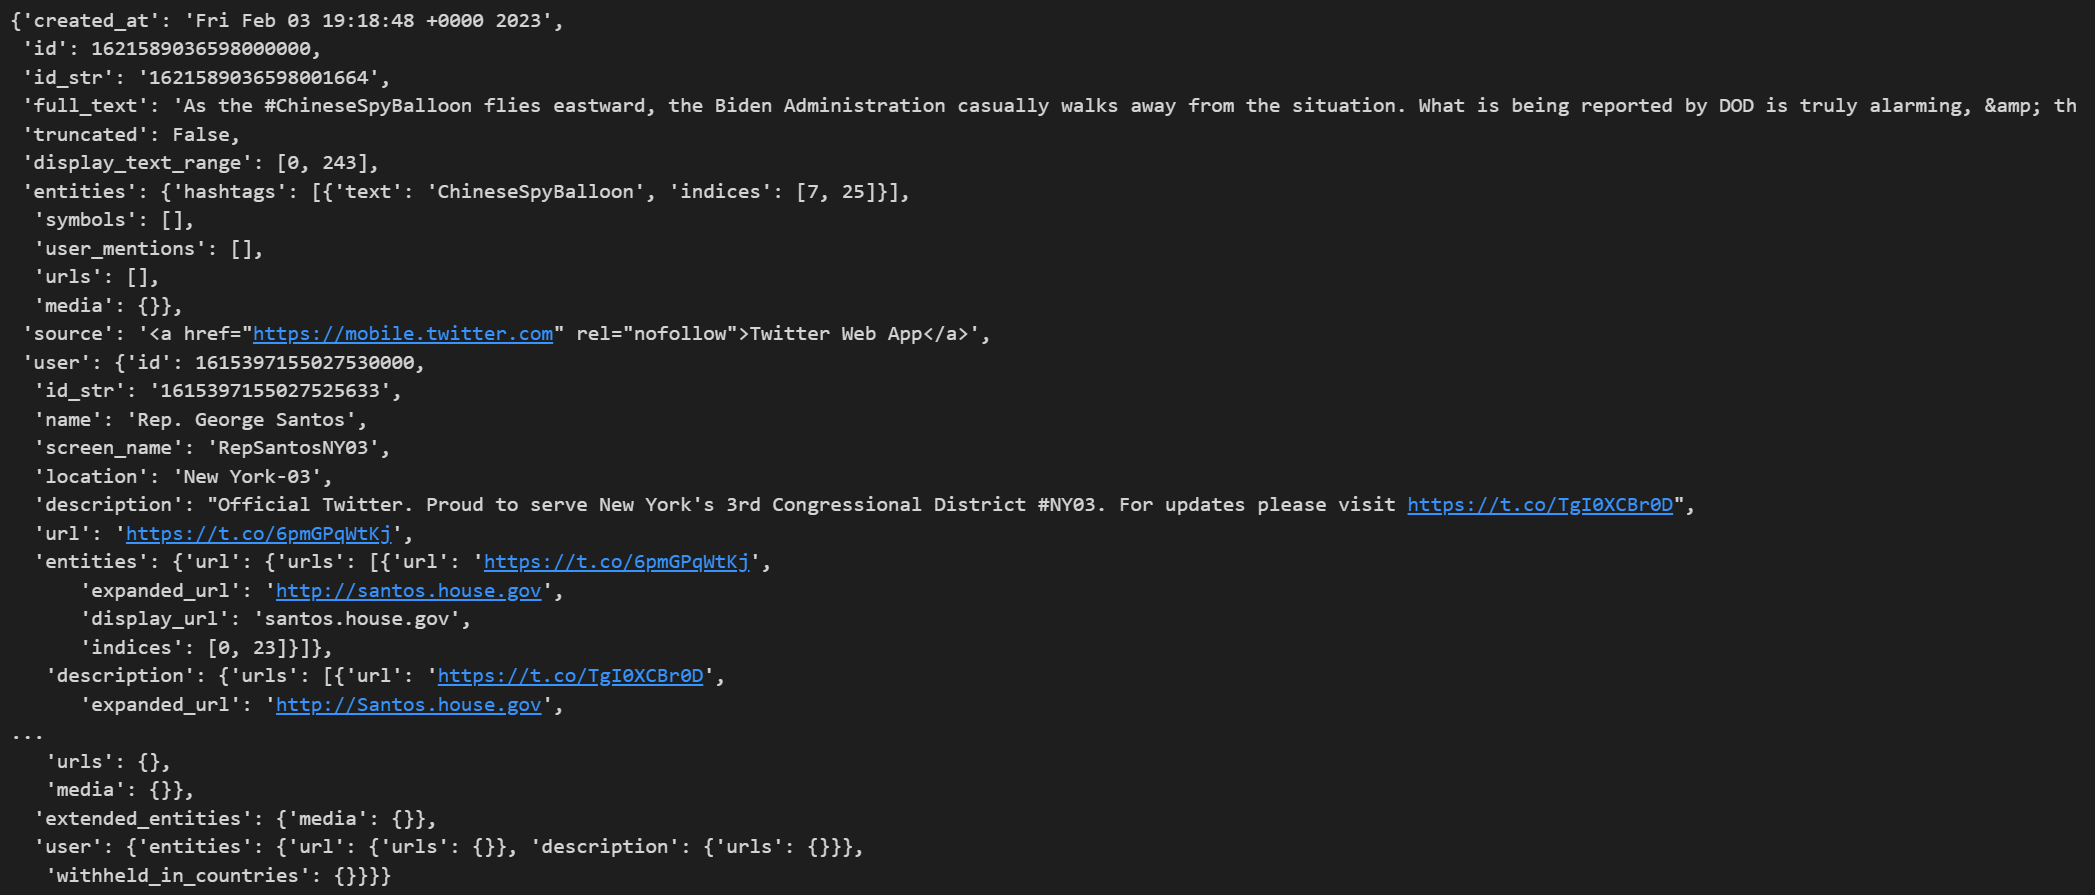 {'created_at': 'Fri Feb 03 19:18:48 +0000 2023',
'id': 1621589036598000000,
'id_str': '1621589036598001664',
'full_text': 'As the #ChineseSpyBalloon flies eastward, the Biden Administration casually walks away from the situation. What is being reported by DOD is truly alarming, &amp; th
'truncated': False,
'display_text_range': [0, 243],
'entities': {'hashtags': [{'text': 'ChineseSpyBalloon', 'indices': [7, 25]}],
'symbols': [],
'user_mentions': [],
'urls': [],
'media': {}},
'source': '<a href="https://mobile.twitter.com" rel="nofollow">Twitter Web App</a>',
'user': {'id': 1615397155027530000,
'id_str': '1615397155027525633',
'name': 'Rep. George Santos',
'screen_name': 'RepSantosNY03',
'location': 'New York-03',
'description': "Official Twitter. Proud to serve New York's 3rd Congressional District #NY03. For updates please visit https://t.co/TgI0XCBr0D",
'url': 'https://t.co/6pmGPqWtKj',
'entities': {'url': {'urls': [{'url': 'https://t.co/6pmGPqWtKj',
'expanded_url': 'http://santos.house.gov',
'display_url': 'santos.house.gov',
'indices': [0, 23]}]},
'description': {'urls': [{'url': 'https://t.co/TgI0XCBr0D',
'expanded_url': 'http://Santos.house.gov',
...
'urls': {},
'media': {}},
'extended_entities': {'media': {}},
'user': {'entities': {'url': {'urls': {}}, 'description': {'urls': {}}},
'withheld_in_countries': {}}}}